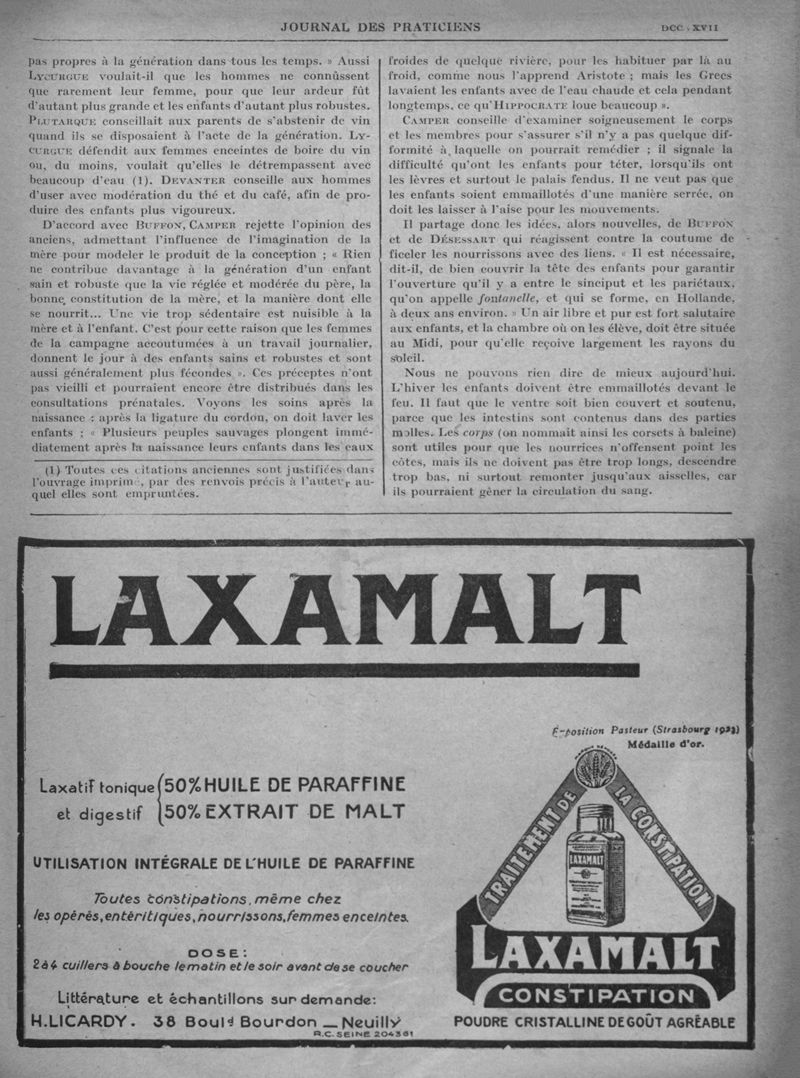 JOURNAL DES PRATICIENS
DCC . XVII
pas propres à la génération dans tous les temps. » Aussi
LYCURGUE voulait-il que les hommes ne connûssent
que rarement leur femme, pour que leur ardeur fût
d'autant plus grande et les enfants d'autant plus robustes.
PLUTARQUE conseillait aux parents de s'abstenir de vin
quand ils se disposaient à l'acte de la génération. LY-
CURGUE défendit aux femmes enceintes de boire du vin
ou, du moins, voulait qu'elles le détrempassent avec
beaucoup d'eau (1). DEVANTER conseille aux hommes
d'user avec modération du thé et du café, afin de pro-
duire des enfants plus vigoureux.
D'accord avec BUFFON, CAMPER rejette l'opinion des
anciens, admettant l'influence de l'imagination de la
mère pour modeler le produit de la conception ; « Rien
ne contribue davantage à la génération d'un enfant
sain et robuste que la vie réglée et modérée du père, la
bonne constitution de la mère, et la manière dont elle
se nourrit... Une vie trop sédentaire est nuisible à la
mère et à l'enfant. C'est pour cette raison que les femmes
de la campagne accoutumées à un travail journalier,
donnent le jour à des enfants sains et robustes et sont
aussi généralement plus fécondes ». Ces préceptes n'ont
pas vieilli et pourraient encore être distribués dans les
consultations prénatales. Voyons les soins après la
naissance : après la ligature du cordon, on doit laver les
enfants ; « Plusieurs peuples sauvages plongent immé-
diatement après la naissance leurs enfants dans les eaux
(1) Toutes ces citations anciennes sont justifiées dans
l'ouvrage imprimé, par des renvois précis à l'auteur au-
quel elles sont empruntées.
froides de quelque rivière, pour les habituer par là au
froid, comme nous l'apprend Aristote ; mais les Grecs
lavaient les enfants avec de l'eau chaude et cela pendant
longtemps, ce qu'HIPPOCRATE loue beaucoup ».
CAMPER conseille d'examiner soigneusement le corps
et les membres pour s'assurer s'il n'y a pas quelque dif-
formité à laquelle on pourrait remédier ; il signale la
difficulté qu'ont les enfants pour téter, lorsqu'ils ont
les lèvres et surtout le palais fendus. Il ne veut pas que
les enfants soient emmaillotés d'une manière serrée, on
doit les laisser à l'aise pour les mouvements.
Il partage donc les idées, alors nouvelles, de BUFFON
et de DÉSESSART qui réagissent contre la coutume de
ficeler les nourrissons avec des liens. « Il est nécessaire,
dit-il, de bien couvrir la tête des enfants pour garantir
l'ouverture qu'il y a entre le sinciput et les pariétaux,
qu'on appelle fontanelle, et qui se forme, en Hollande,
à deux ans environ. » Un air libre et pur est fort salutaire
aux enfants, et la chambre où on les élève, doit être située
au Midi, pour qu'elle reçoive largement les rayons du
soleil.
Nous ne pouvons rien dire de mieux aujourd'hui.
L'hiver les enfants doivent être emmaillotés devant le
feu. Il faut que le ventre soit bien couvert et soutenu,
parce que les intestins sont contenus dans des parties
molles. Les corps (on nommait ainsi les corsets à baleine)
sont utiles pour que les nourrices n'offensent point les
côtes, mais ils ne doivent pas être trop longs, descendre
trop bas, ni surtout remonter jusqu'aux aisselles, car
ils pourraient gêner la circulation du sang.
LAXAMALT
Exposition Pasteur (Strasbourg 1923)
Médaille d'or.
Laxatif tonique
et digestif
50% HUILE DE PARAFFINE
50% EXTRAIT DE MALT
UTILISATION INTÉGRALE DE L'HUILE DE PARAFFINE
Toutes constipations, même chez
les opérés, entéritiques, nourrissons, femmes enceintes.
DOSE:
2 à 4 cuillers à bouche le matin et le soir avant de se coucher
Littérature et échantillons sur demande:
H. LICARDY. 38 Boul^d Bourdon _ Neuilly
R.C. SEINE 204361
TRAITEMENT DE
LA CONSTIPATION
LAXAMALT
LAXAMALT
CONSTIPATION
POUDRE CRISTALLINE DE GOÛT AGRÉABLE